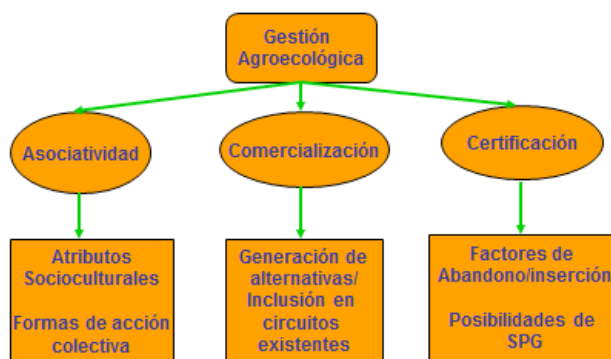 Gestión
Agroecológica
Asociatividad
Comercialización
Certificación
Atributos
Socioculturales
Formas de acción
colectiva
Generación de
alternativas/
Inclusión en
circuitos
existentes
Factores de
Abandono/inserción
Posibilidades de
SPG